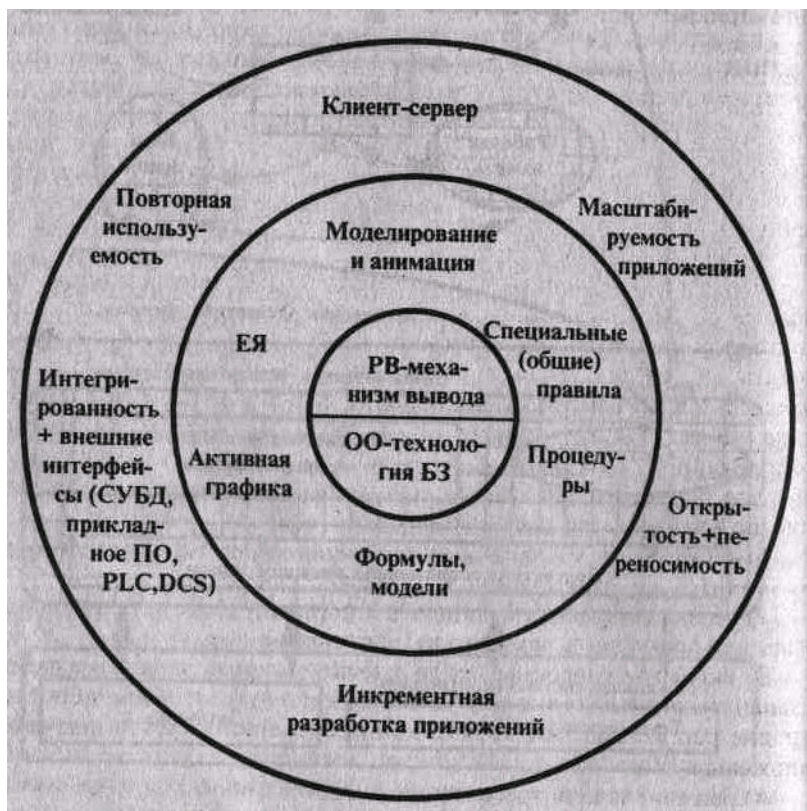 Клиент-сервер
Повторная
использу-
емость
Масштаби-
руемость
приложений
Моделирование
и анимация
ЕЯ
Специальные
(общие)
правила
РВ-меха-
низм вывода
ОО-техноло-
гия БЗ
Интегри-
рованность
+ внешние
интерфей-
сы (СУБД,
приклад-
ное ПО,
PLC,DCS)
Активная
графика
Процеду-
ры
Откры-
тость+пе-
реносимость
Формулы,
модели
Инкрементная
разработка приложений